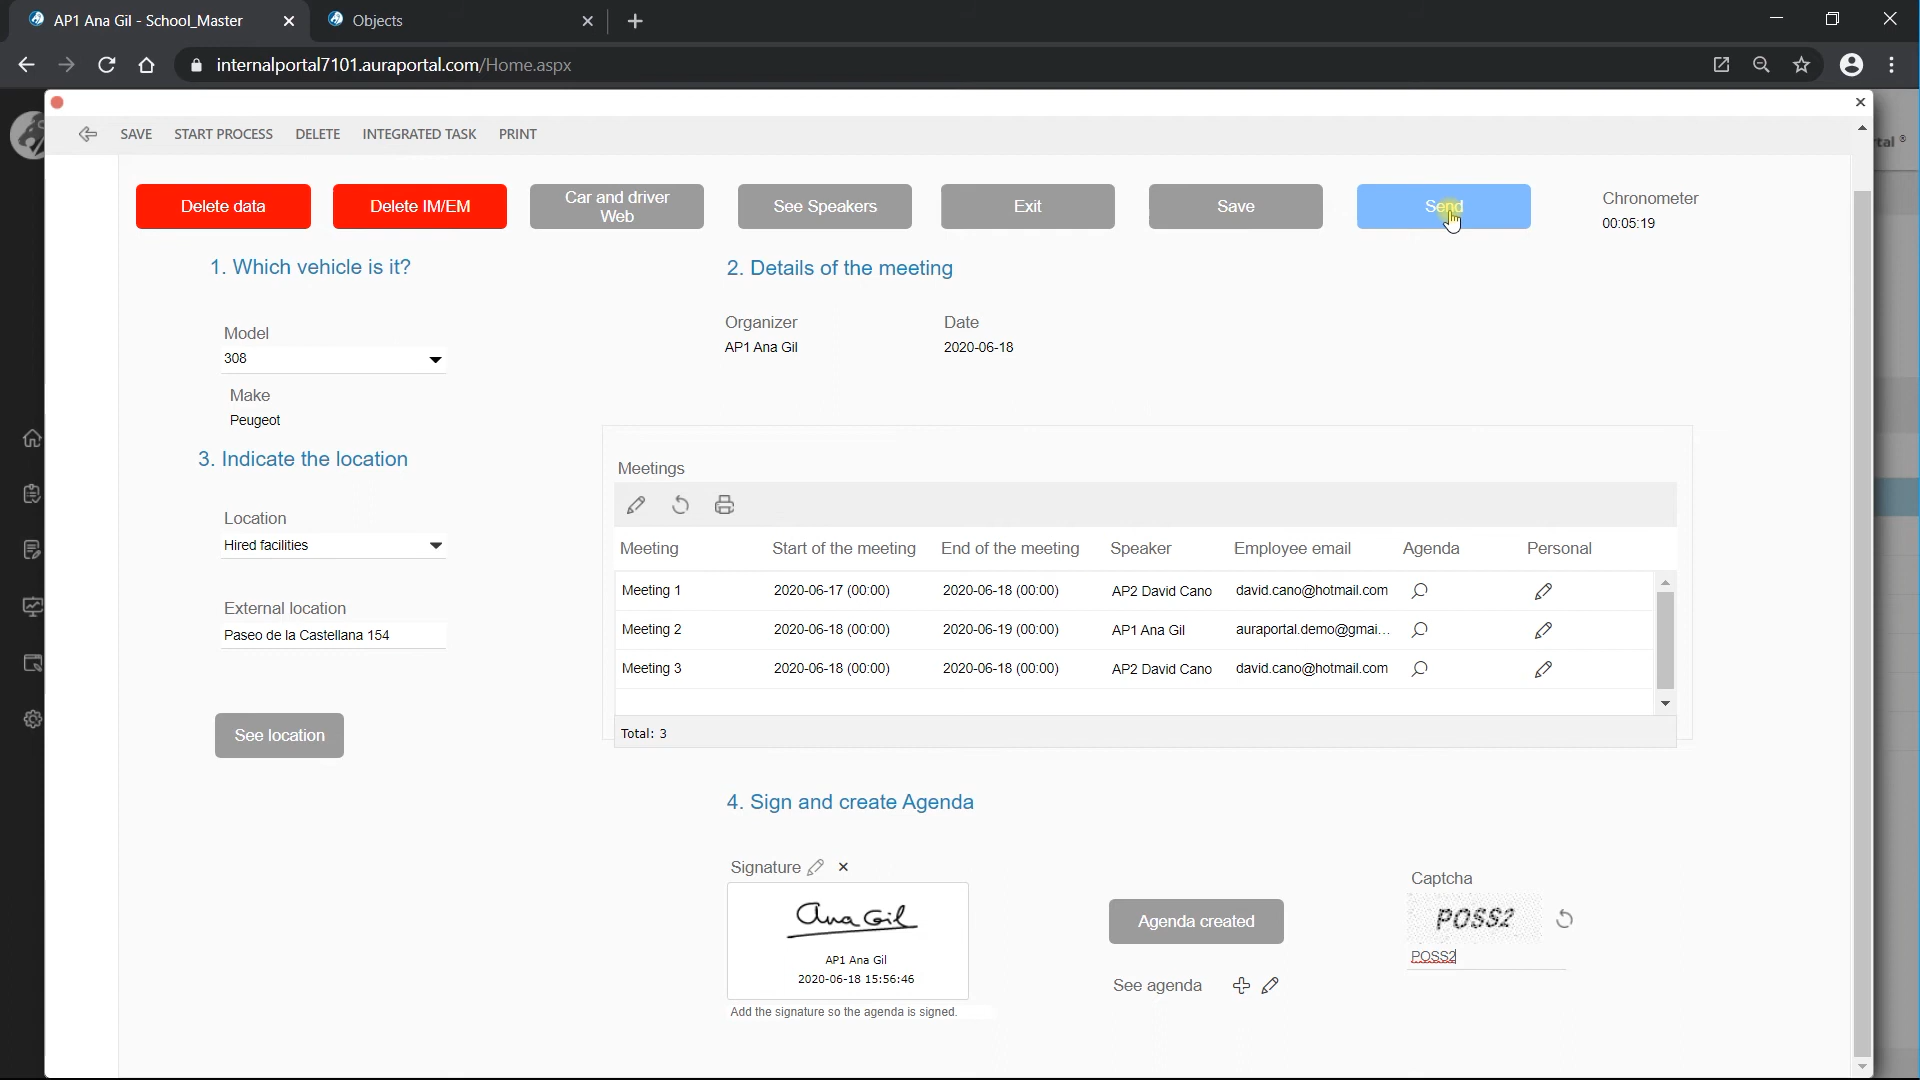 AP1 Ana Gil - School_Master
Objects
internalportal7101.auraportal.com/Home.aspx
tal ®
SAVE START PROCESS DELETE INTEGRATED TASK PRINT
Delete data
Delete IM/EM
Car and driver
Web
See Speakers
Exit
Save
Send
Chronometer
00:05:19
1. Which vehicle is it?
2. Details of the meeting
Model
308
Make
Peugeot
Organizer
AP1 Ana Gil
Date
2020-06-18
3. Indicate the location
Location
Hired facilities
External location
Paseo de la Castellana 154
See location
Meetings
Meeting Start of the meeting End of the meeting Speaker Employee email Agenda Personal
Meeting 1 2020-06-17 (00:00) 2020-06-18 (00:00) AP2 David Cano david.cano@hotmail.com
Meeting 2 2020-06-18 (00:00) 2020-06-19 (00:00) AP1 Ana Gil auraportal.demo@gmai...
Meeting 3 2020-06-18 (00:00) 2020-06-18 (00:00) AP2 David Cano david.cano@hotmail.com
Total: 3
4. Sign and create Agenda
Signature
Ana Gil
AP1 Ana Gil
2020-06-18 15:56:46
Add the signature so the agenda is signed.
Agenda created
See agenda
Captcha
POSS2
POSS2